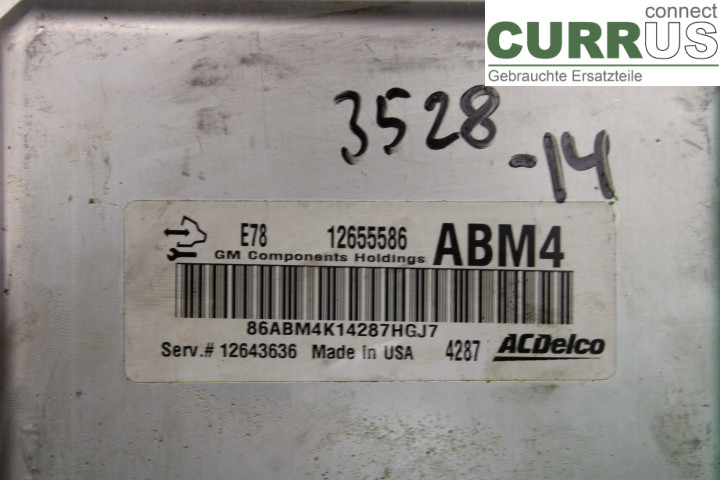 connect
CURRUS
Gebrauchte Ersatzteile
3528
-14
E78 12655586 ABM4
GM Components Holdings
86ABM4K14287HGJ7
Serv.# 12643636 Made in USA 4287 ACDelco